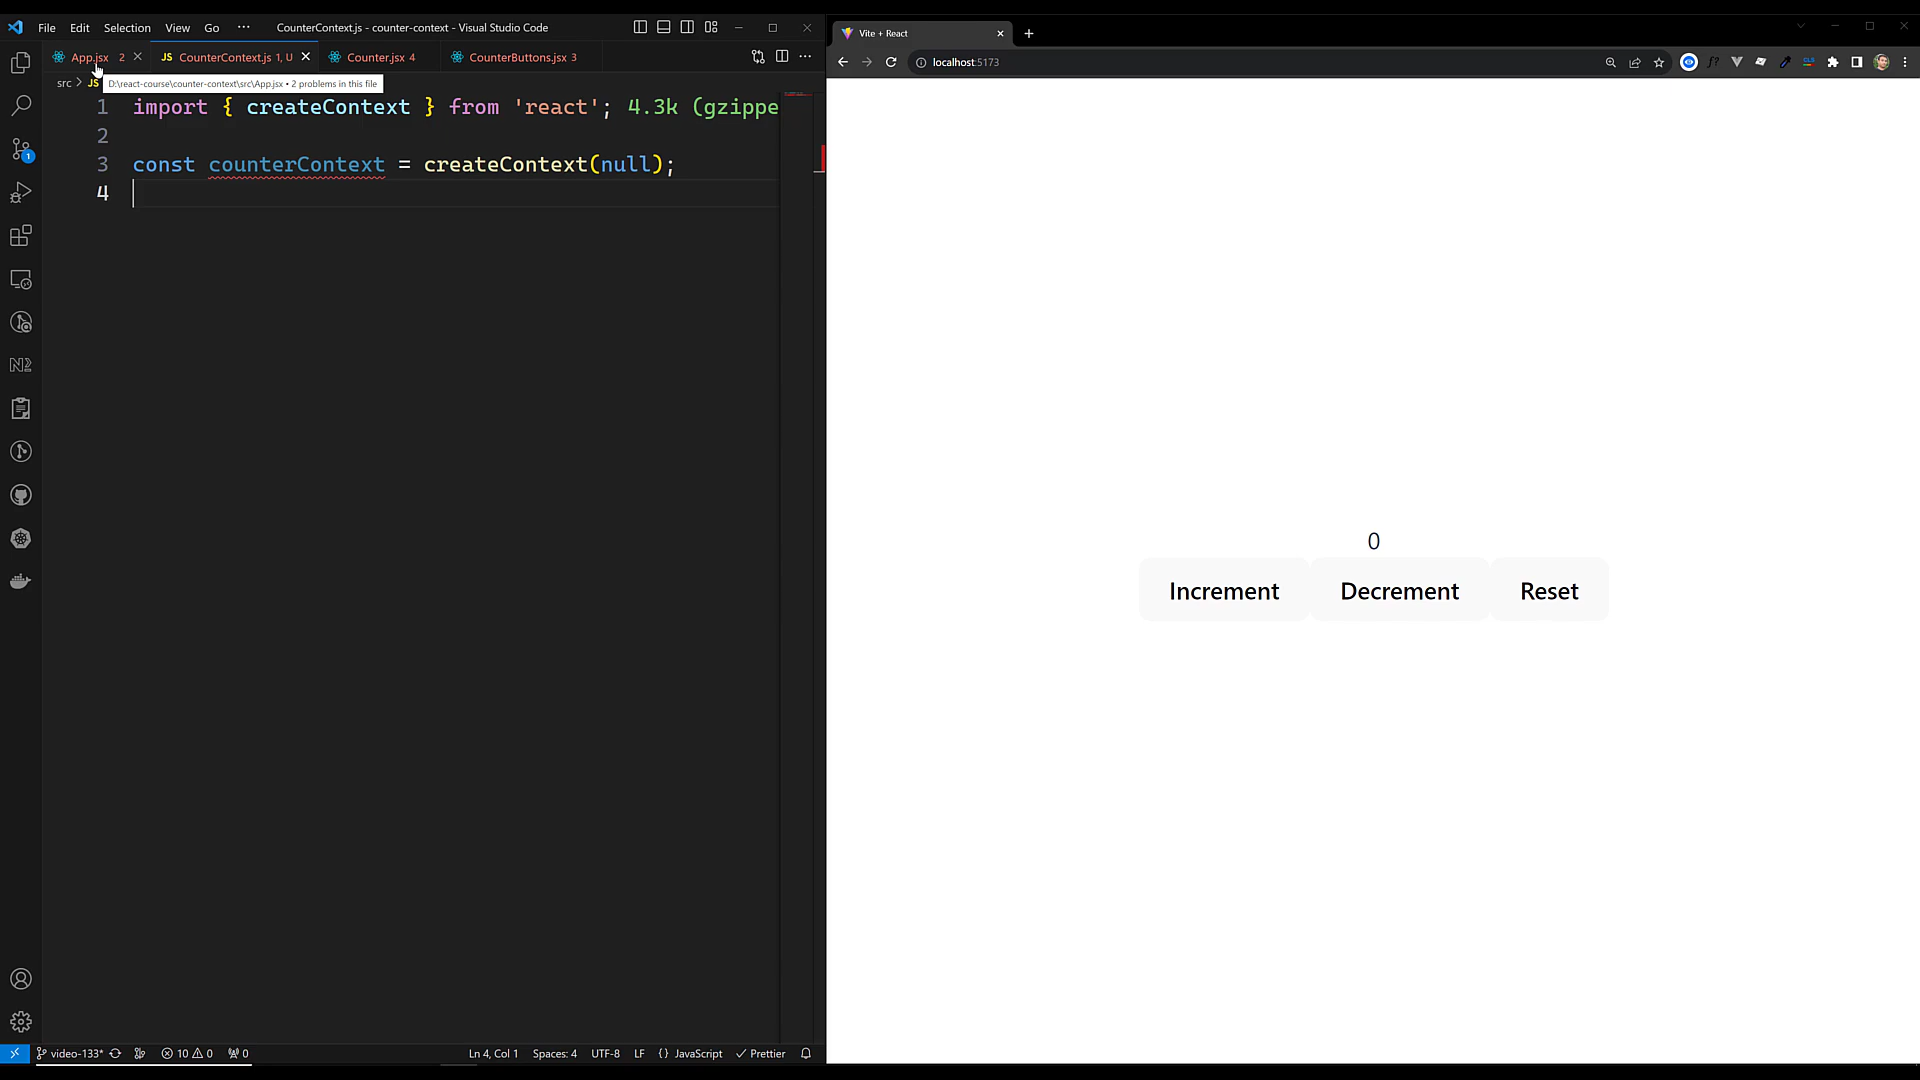 File Edit Selection View Go ··· CounterContext.js - counter-context - Visual Studio Code
App.jsx 2 JS CounterContext.js 1, U Counter.jsx 4 CounterButtons.jsx 3
src > JS
D:\react-course\counter-context\src\App.jsx • 2 problems in this file
1 import { createContext } from 'react'; 4.3k (gzippe
2
3 const counterContext = createContext(null);
4
1
video-133* 10 0 0 Ln 4, Col 1 Spaces: 4 UTF-8 LF {} JavaScript Prettier
Vite + React
localhost:5173
0
Increment Decrement Reset